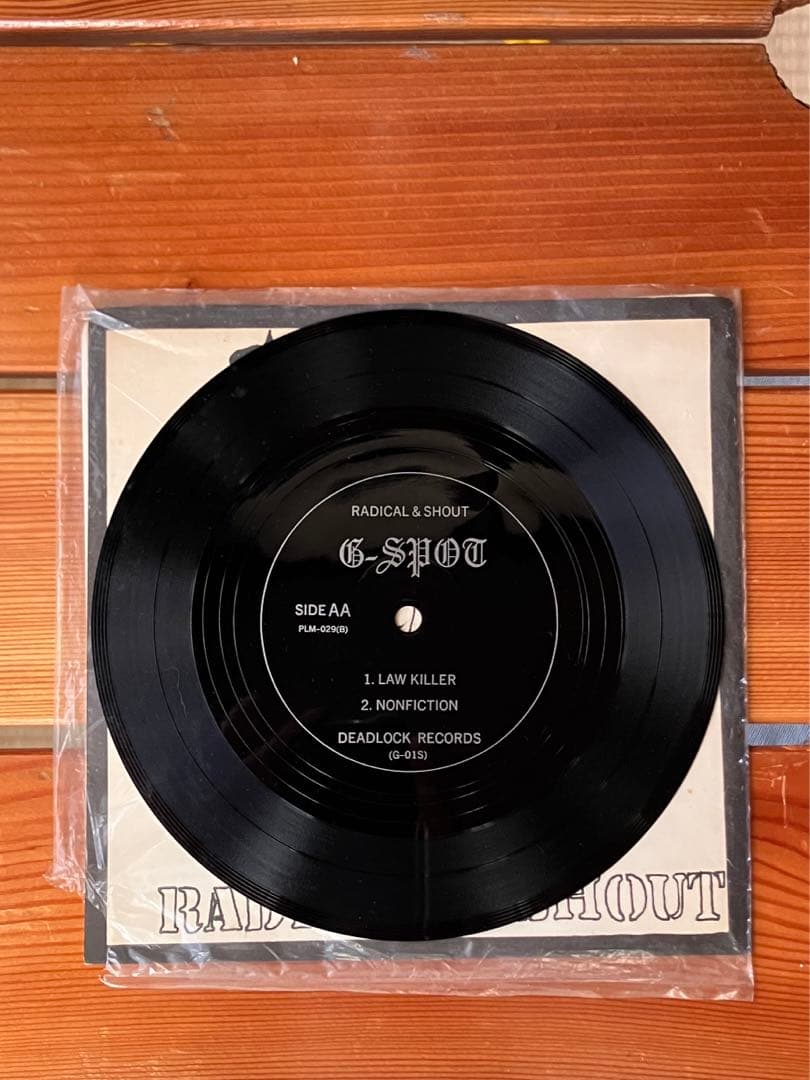 RADICAL & SHOUT
G-SPOT
SIDE AA
PLM-029(B)
1. LAW KILLER
2. NONFICTION
DEADLOCK RECORDS
(G-01S)